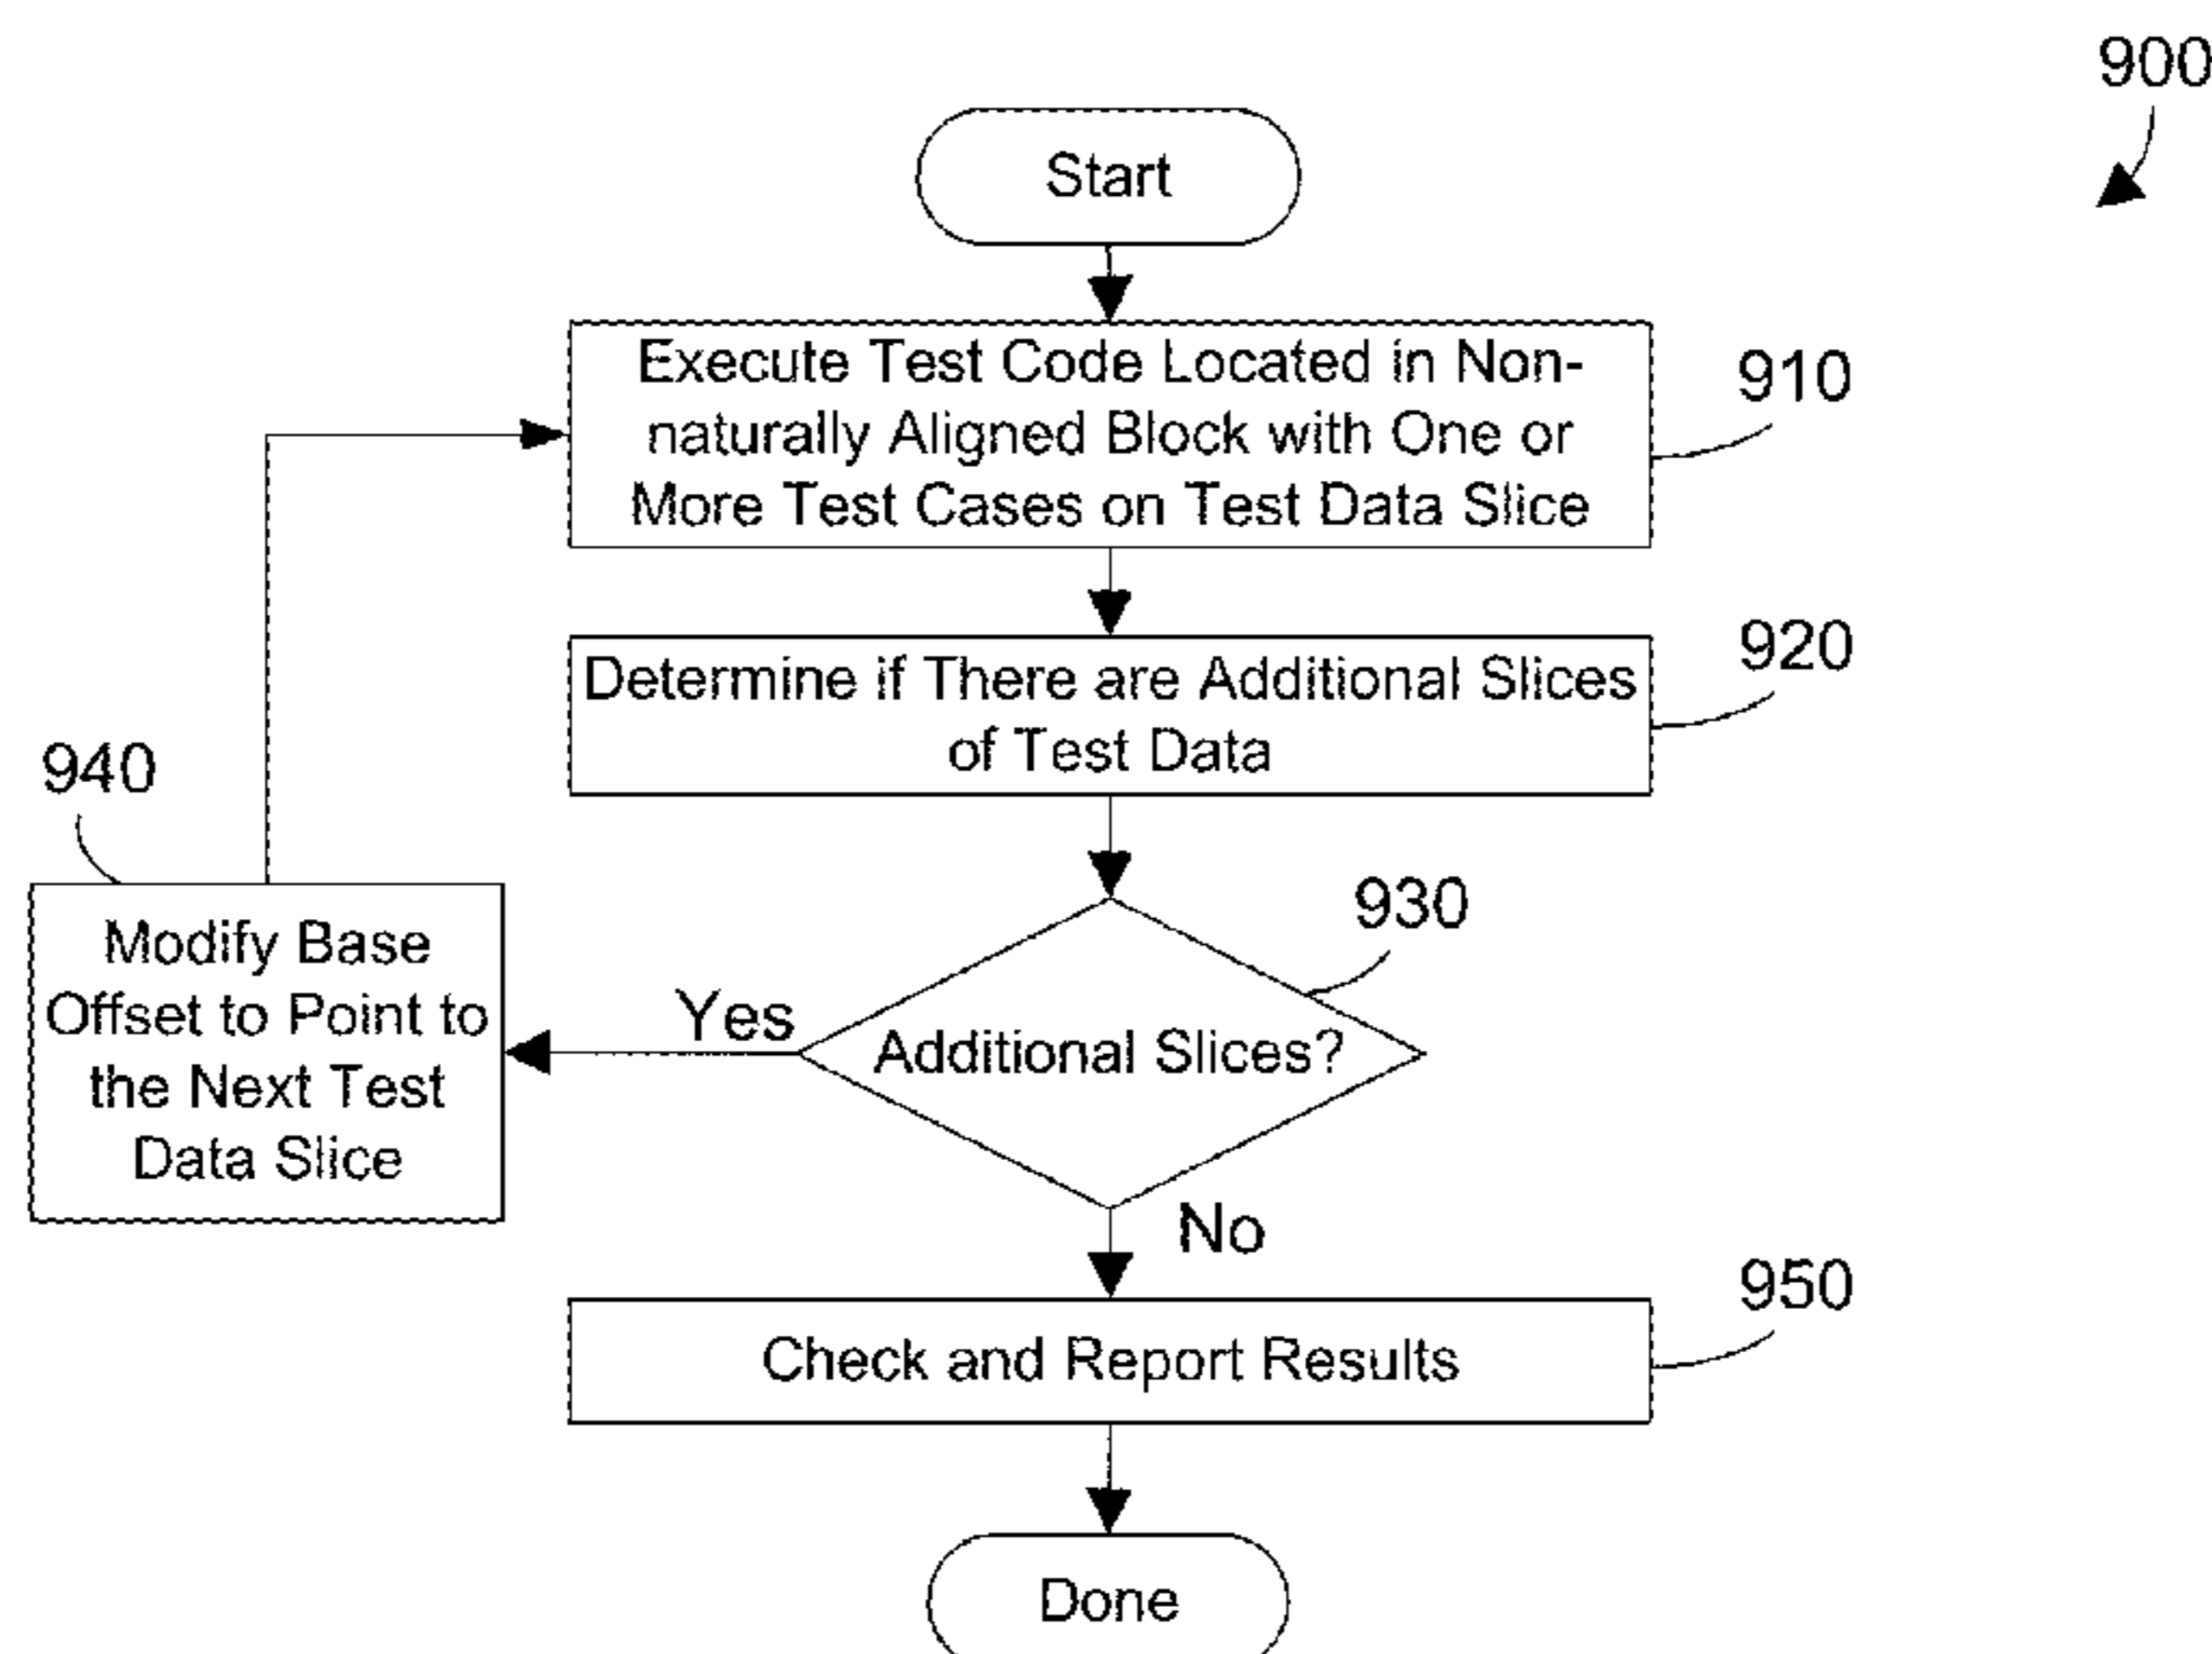 900
Start
Execute Test Code Located in Non-
naturally Aligned Block with One or
More Test Cases on Test Data Slice
910
Determine if There are Additional Slices
of Test Data
920
940
Modify Base
Offset to Point to
the Next Test
Data Slice
Yes
930
Additional Slices?
No
Check and Report Results
950
Done